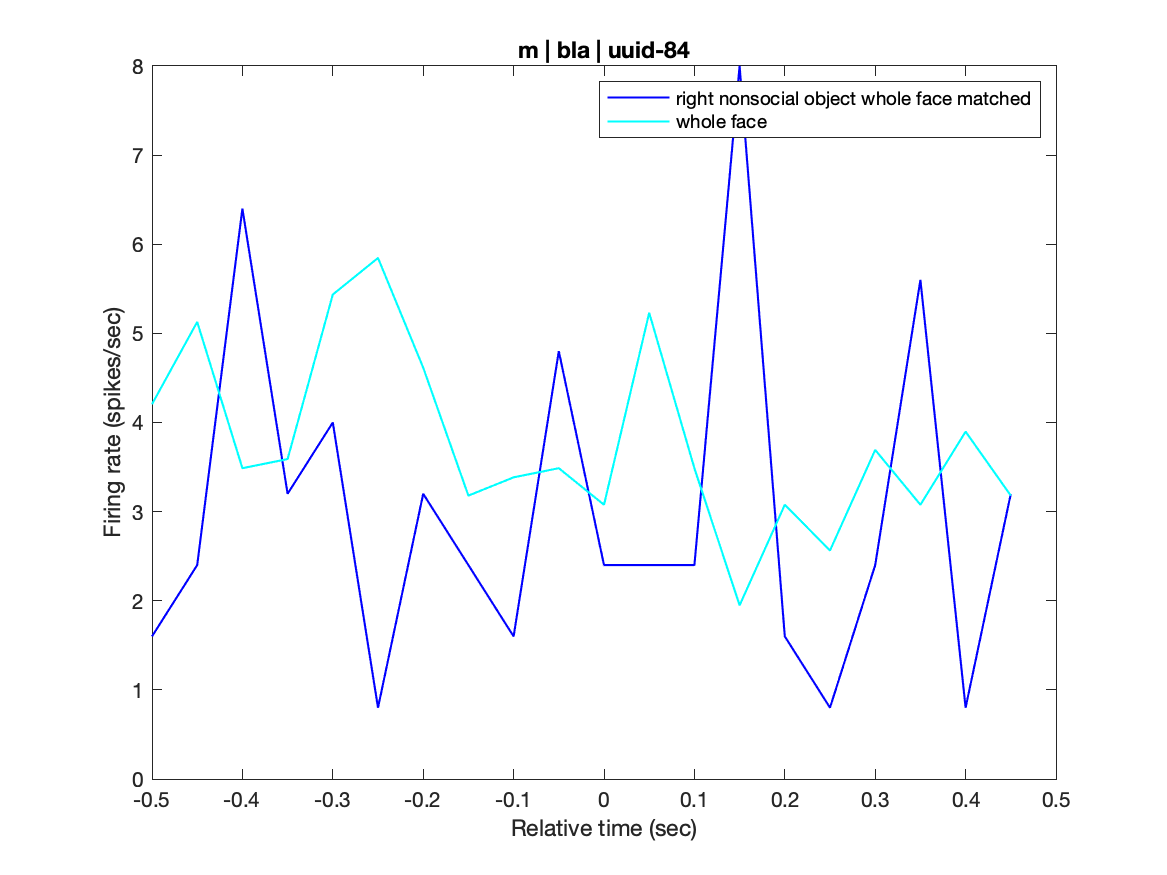 m | bla | uuid-84
right nonsocial object whole face matched
whole face
Firing rate (spikes/sec)
8
7
6
5
4
3
2
1
0
-0.5 -0.4 -0.3 -0.2 -0.1 0 0.1 0.2 0.3 0.4 0.5
Relative time (sec)